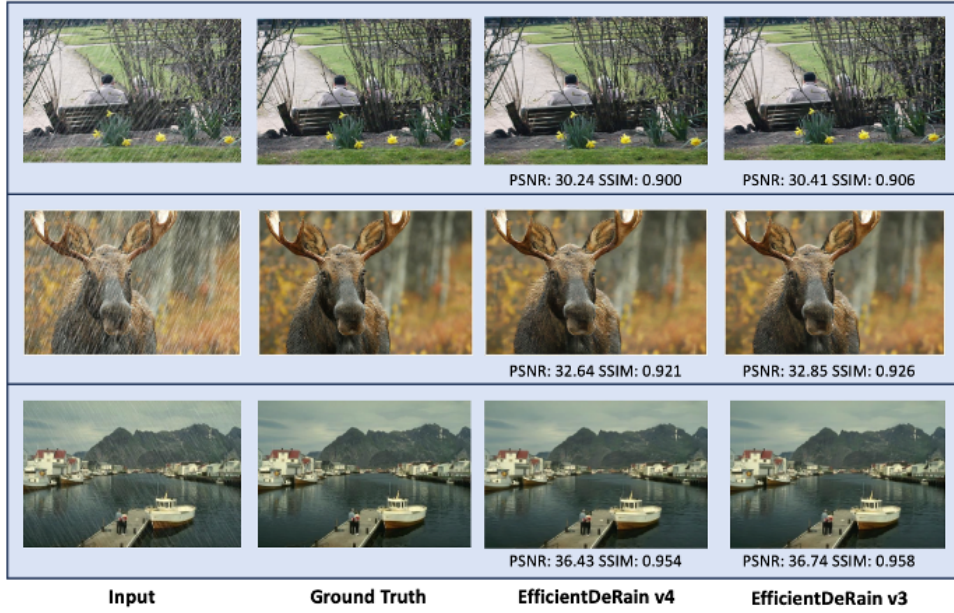 PSNR: 30.24 SSIM: 0.900
PSNR: 30.41 SSIM: 0.906
PSNR: 32.64 SSIM: 0.921
PSNR: 32.85 SSIM: 0.926
PSNR: 36.43 SSIM: 0.954
PSNR: 36.74 SSIM: 0.958
Input
Ground Truth
EfficientDeRain v4
EfficientDeRain v3